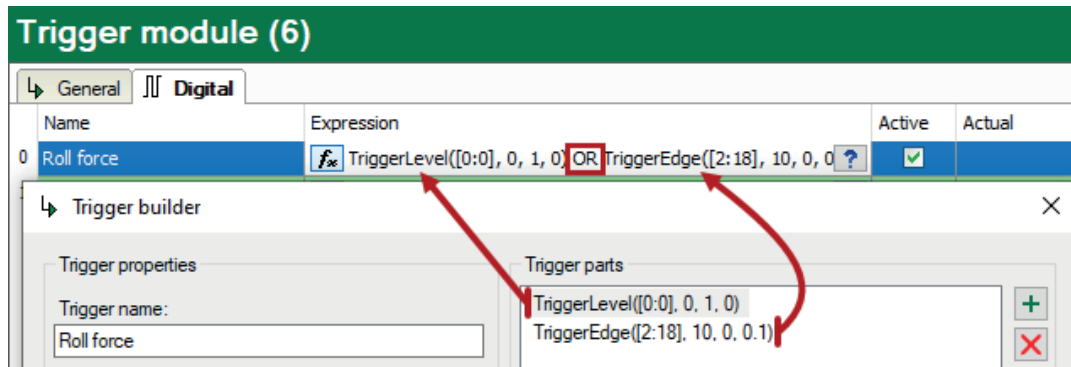 Trigger module (6)
General Digital
Name Expression Active Actual
0 Roll force fx TriggerLevel([0:0], 0, 1, 0) OR TriggerEdge([2:18], 10, 0, 0 ?
Trigger builder
Trigger properties Trigger parts
Trigger name: TriggerLevel([0:0], 0, 1, 0)
Roll force TriggerEdge([2:18], 10, 0, 0.1)